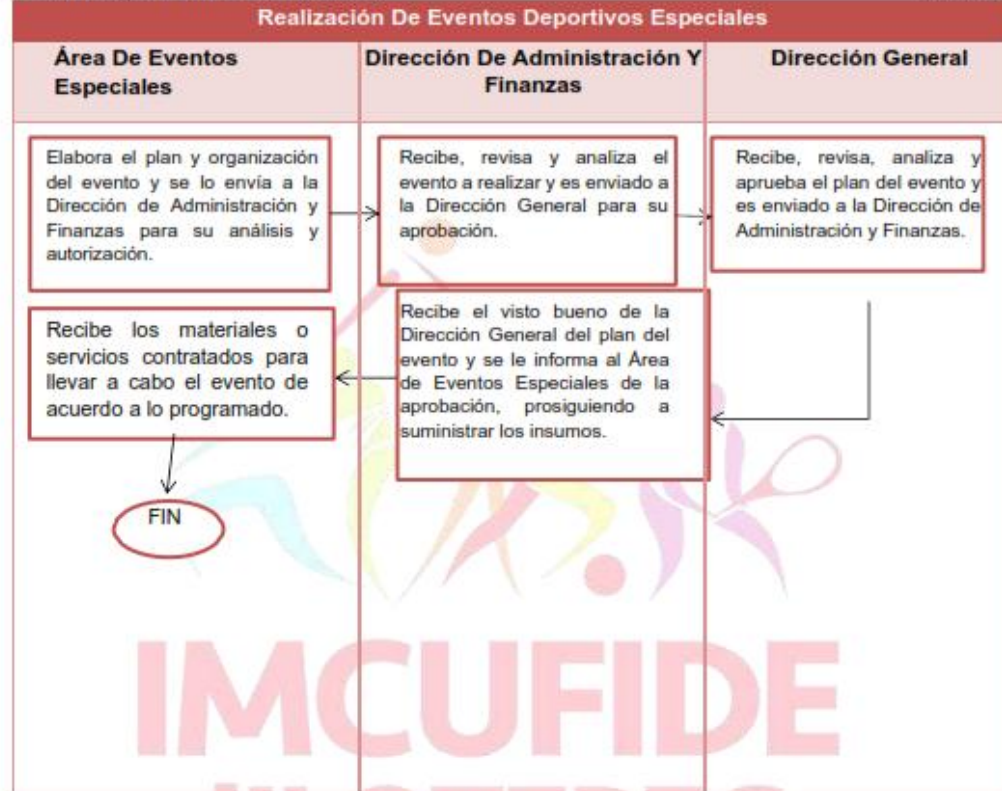 Realización De Eventos Deportivos Especiales
Área De Eventos
Especiales
Dirección De Administración Y
Finanzas
Dirección General
Elabora el plan y organización
del evento y se lo envía a la
Dirección de Administración y
Finanzas para su análisis y
autorización.
Recibe, revisa y analiza el
evento a realizar y es enviado a
la Dirección General para su
aprobación.
Recibe, revisa, analiza y
aprueba el plan del evento y
es enviado a la Dirección de
Administración y Finanzas.
Recibe el visto bueno de la
Dirección General del plan del
evento y se le informa al Área
de Eventos Especiales de la
aprobación, prosiguiendo a
suministrar los insumos.
Recibe los materiales o
servicios contratados para
llevar a cabo el evento de
acuerdo a lo programado.
FIN
IMCUFIDE